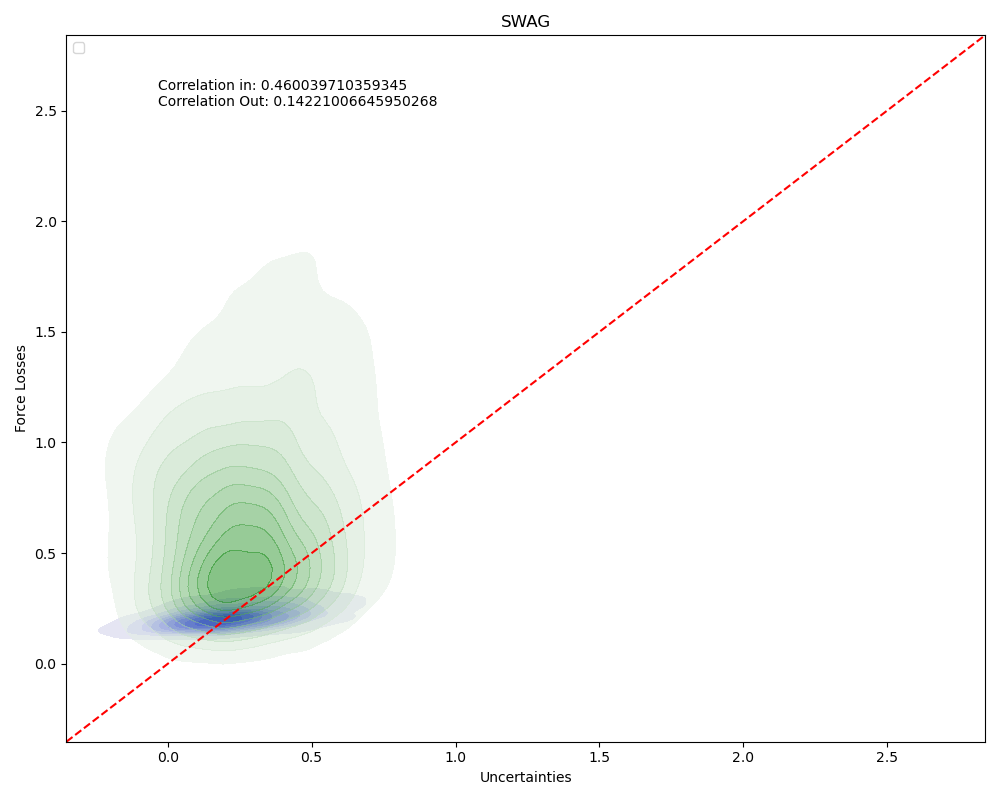 SWAG
Correlation in: 0.460039710359345
Correlation Out: 0.14221006645950268
Force Losses
2.5
2.0
1.5
1.0
0.5
0.0
0.0 0.5 1.0 1.5 2.0 2.5
Uncertainties